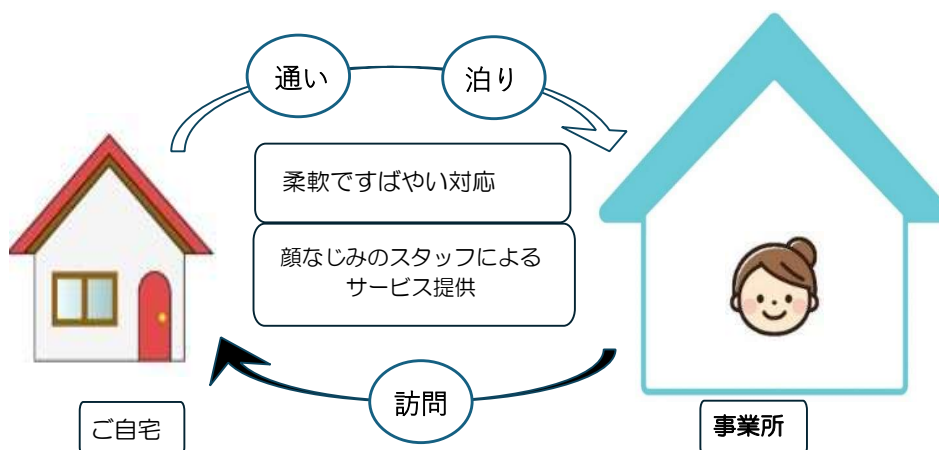 通い
泊り
柔軟ですばやい対応
顔なじみのスタッフによる
サービス提供
訪問
ご自宅
事業所